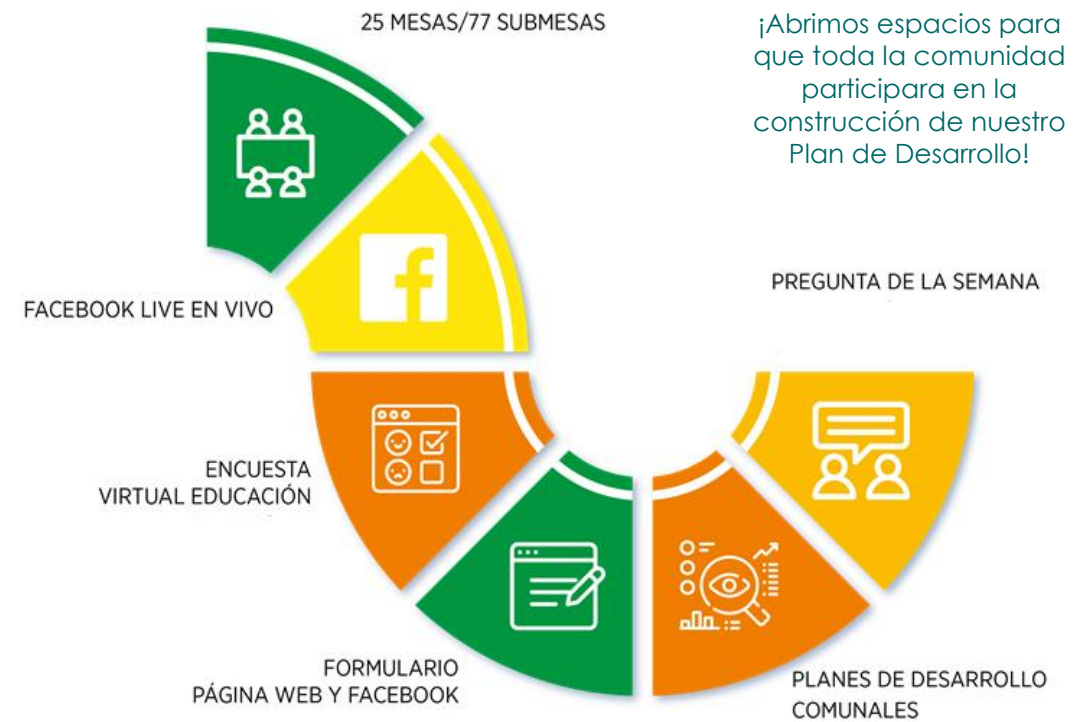 25 MESAS/77 SUBMESAS
¡Abrimos espacios para
que toda la comunidad
participara en la
construcción de nuestro
Plan de Desarrollo!
FACEBOOK LIVE EN VIVO
PREGUNTA DE LA SEMANA
ENCUESTA
VIRTUAL EDUCACIÓN
FORMULARIO
PÁGINA WEB Y FACEBOOK
PLANES DE DESARROLLO
COMUNALES